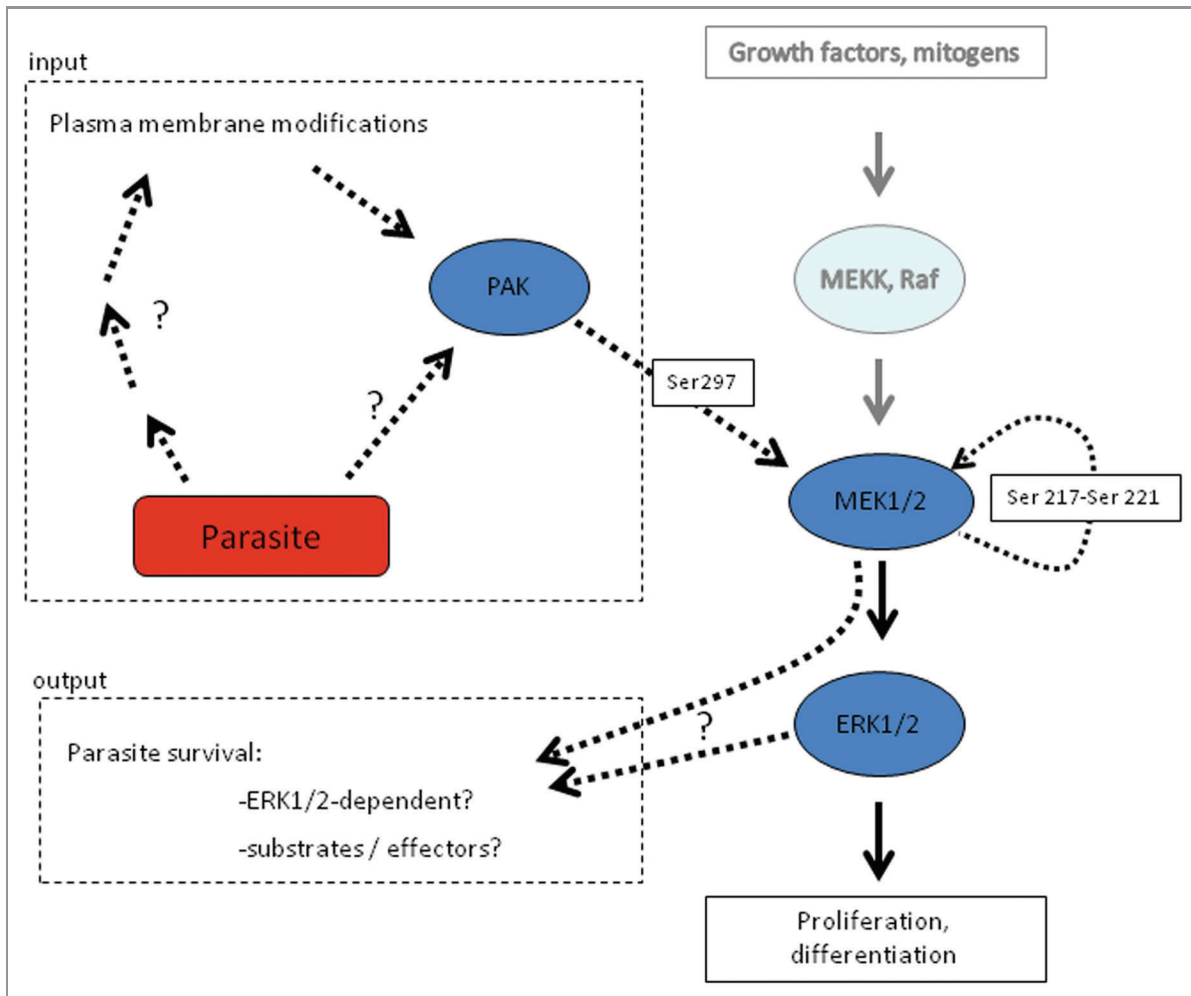 Growth factors, mitogens
input
Plasma membrane modifications
MEKK, Raf
PAK
?
Ser297
?
MEK1/2
Ser 217-Ser 221
Parasite
output
ERK1/2
?
Parasite survival:
-ERK1/2-dependent?
-substrates / effectors?
Proliferation,
differentiation